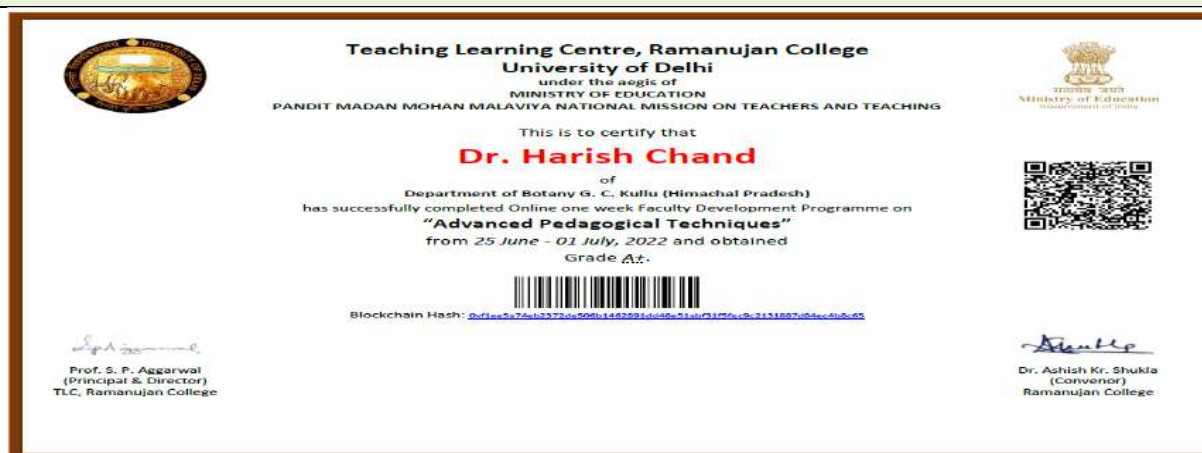 Teaching Learning Centre, Ramanujan College
University of Delhi
under the aegis of
MINISTRY OF EDUCATION
PANDIT MADAN MOHAN MALAVIYA NATIONAL MISSION ON TEACHERS AND TEACHING
Ministry of Education
Government of India
This is to certify that
Dr. Harish Chand
of
Department of Botany G. C. Kullu (Himachal Pradesh)
has successfully completed Online one week Faculty Development Programme on
"Advanced Pedagogical Techniques"
from 25 June - 01 July, 2022 and obtained
Grade A+.
Blockchain Hash:
Prof. S. P. Aggarwal
(Principal & Director)
TLC, Ramanujan College
Dr. Ashish Kr. Shukla
(Convenor)
Ramanujan College